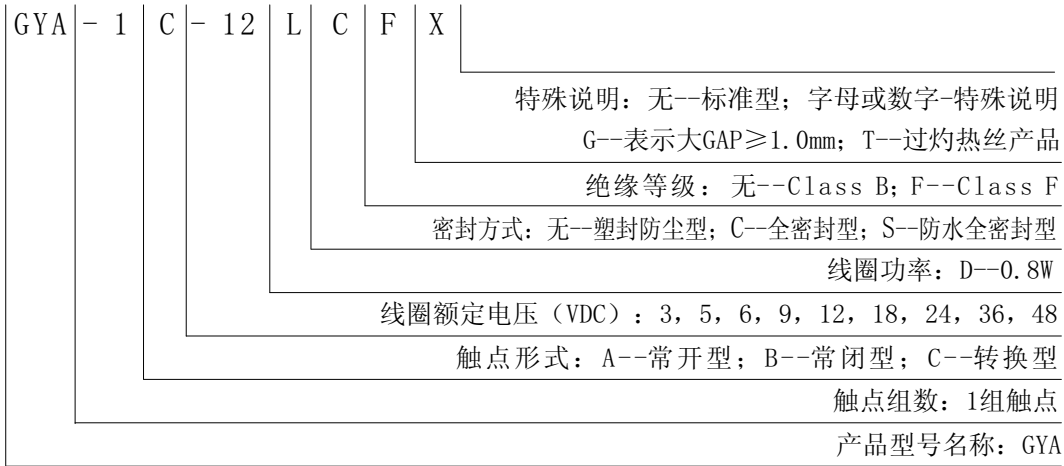 GYA - 1 C - 12 L C F X
特殊说明：无--标准型；字母或数字-特殊说明
G--表示大GAP≥1.0mm；T--过灼热丝产品
绝缘等级：无--Class B；F--Class F
密封方式：无--塑封防尘型；C--全密封型；S--防水全密封型
线圈功率：D--0.8W
线圈额定电压（VDC）：3，5，6，9，12，18，24，36，48
触点形式：A--常开型；B--常闭型；C--转换型
触点组数：1组触点
产品型号名称：GYA